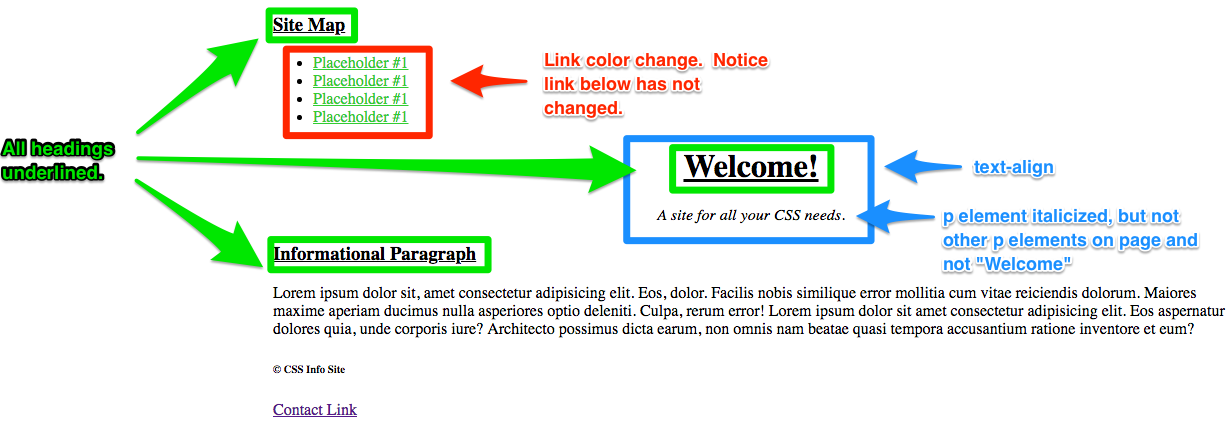 Site Map
Placeholder #1
Placeholder #1
Placeholder #1
Placeholder #1
Link color change.  Notice
link below has not
changed.
All headings
underlined.
Welcome!
text-align
A site for all your CSS needs.
p element italicized, but not
other p elements on page and
not "Welcome"
Informational Paragraph
Lorem ipsum dolor sit, amet consectetur adipisicing elit. Eos, dolor. Facilis nobis similique error mollitia cum vitae reiciendis dolorum. Maiores
maxime aperiam ducimus nulla asperiores optio deleniti. Culpa, rerum error! Lorem ipsum dolor sit amet consectetur adipisicing elit. Eos aspernatur
dolores quia, unde corporis iure? Architecto possimus dicta earum, non omnis nam beatae quasi tempora accusantium ratione inventore et eum?
© CSS Info Site
Contact Link